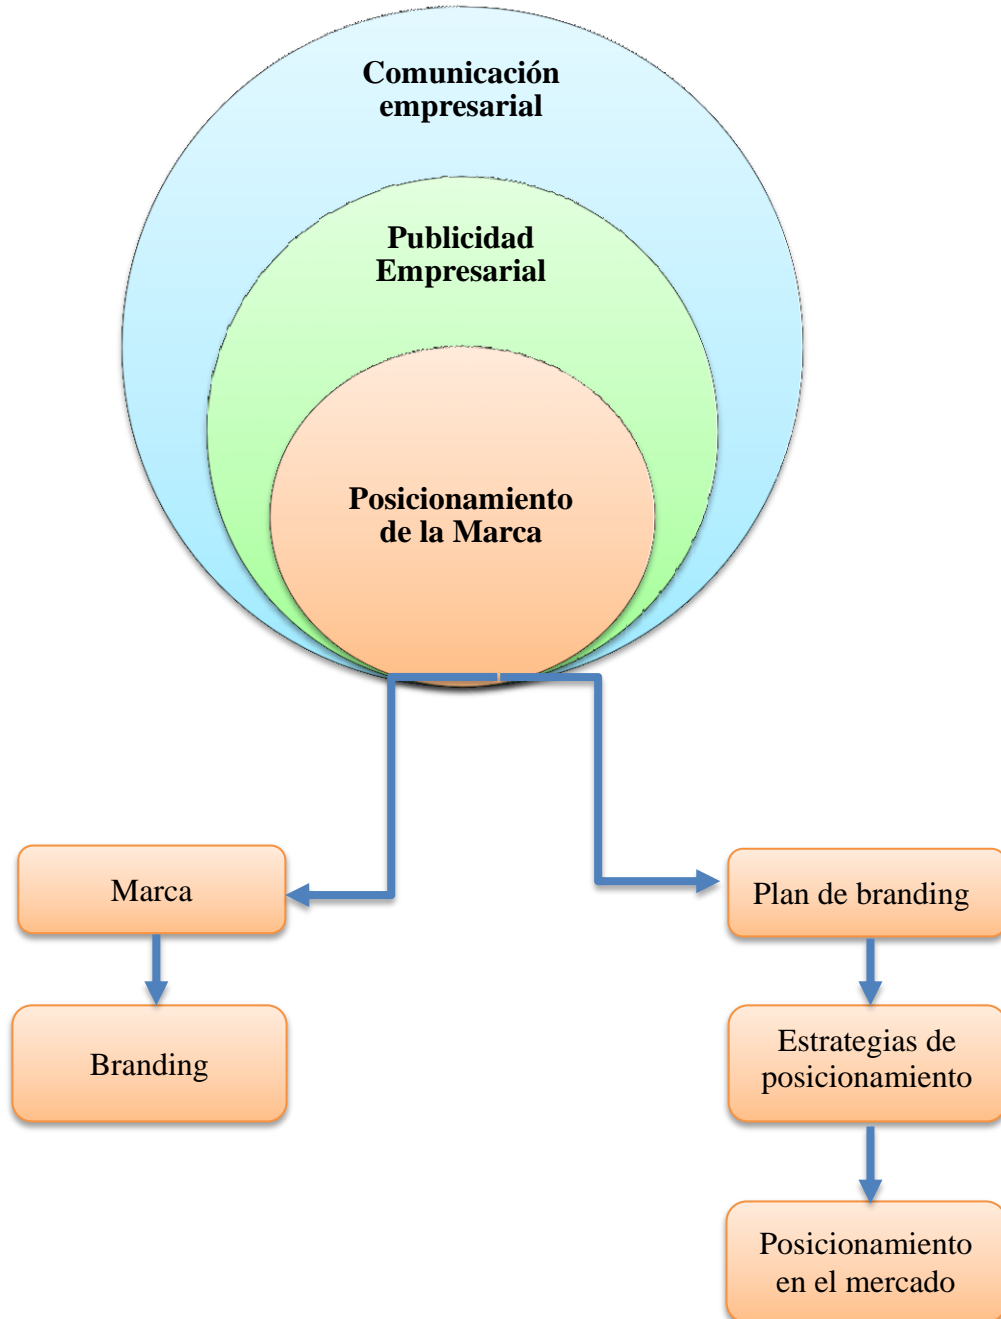 Comunicación
empresarial
Publicidad
Empresarial
Posicionamiento
de la Marca
Marca
Plan de branding
Branding
Estrategias de
posicionamiento
Posicionamiento
en el mercado